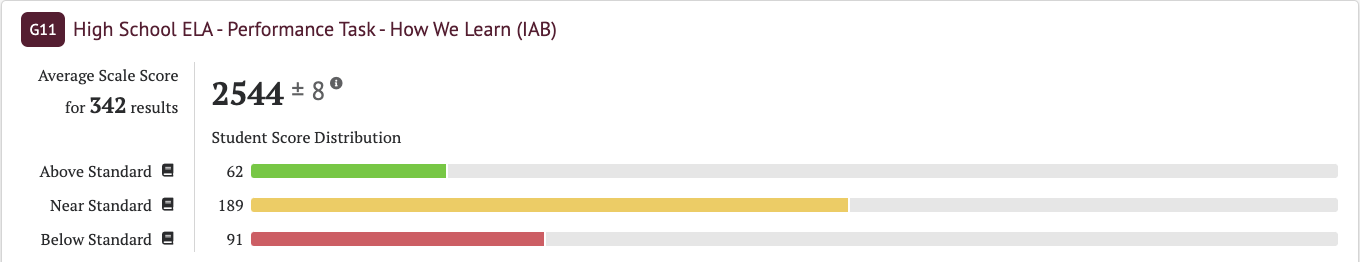 G11 High School ELA - Performance Task - How We Learn (IAB)
Average Scale Score
for 342 results
2544 ± 8
Student Score Distribution
Above Standard 62
Near Standard 189
Below Standard 91